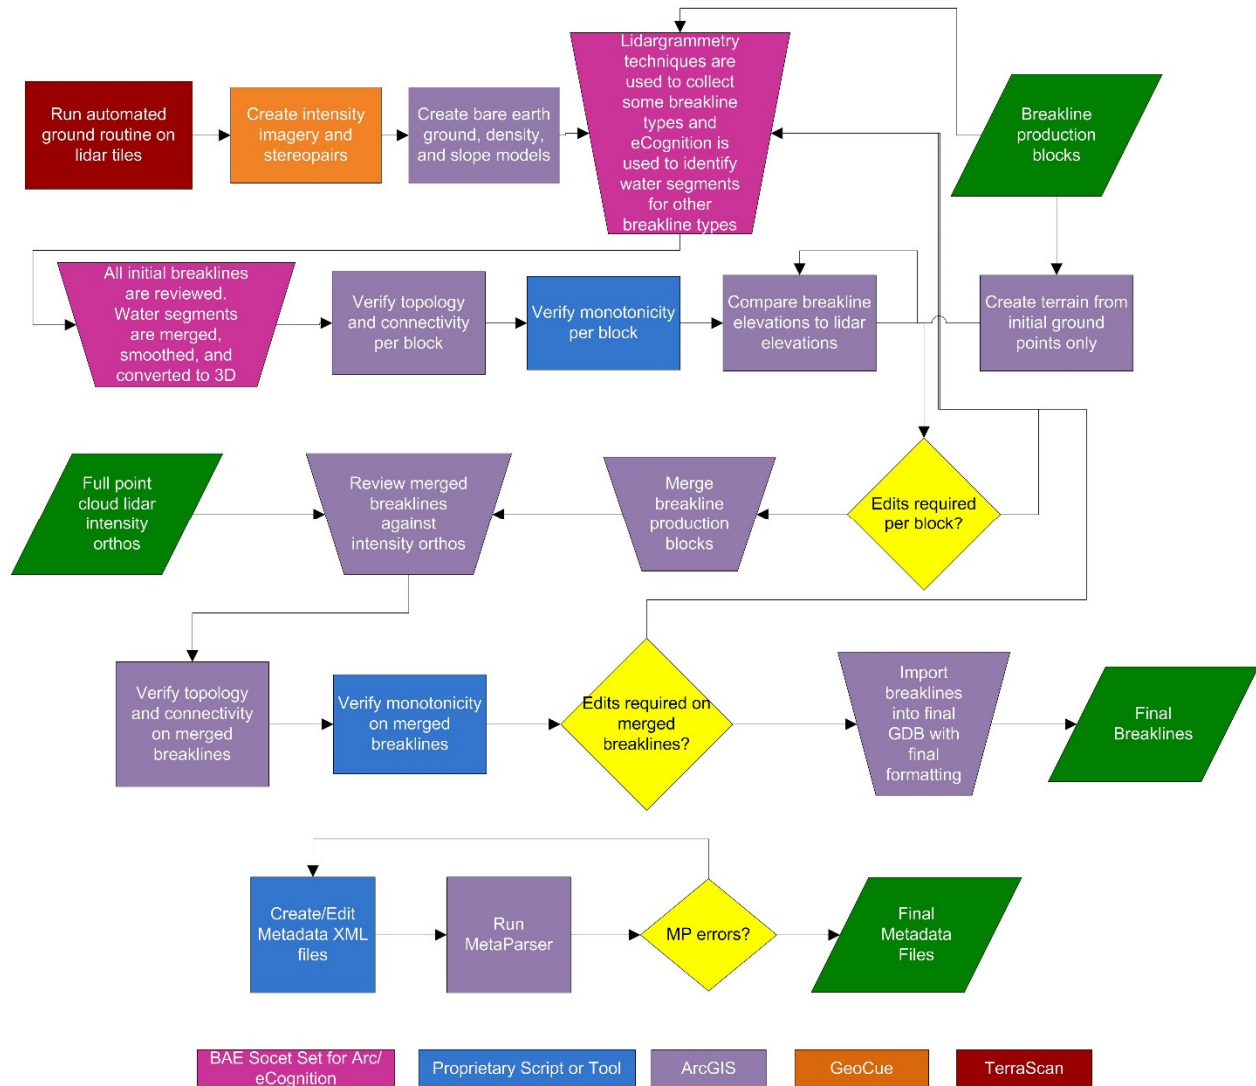 Run automated
ground routine on
lidar tiles
Create intensity
imagery and
stereopairs
Create bare earth
ground, density,
and slope models
Lidargrammetry
techniques are
used to collect
some breakline
types and
eCognition is
used to identify
water segments
for other
breakline types
Breakline
production
blocks
All initial breaklines
are reviewed.
Water segments
are merged,
smoothed, and
converted to 3D
Verify topology
and connectivity
per block
Verify monotonicity
per block
Compare breakline
elevations to lidar
elevations
Create terrain from
initial ground
points only
Full point
cloud lidar
intensity
orthos
Review merged
breaklines
against
intensity orthos
Merge
breakline
production
blocks
Edits required
per block?
Verify topology
and connectivity
on merged
breaklines
Verify monotonicity
on merged
breaklines
Edits required on
merged
breaklines?
Import
breaklines
into final
GDB with
final
formatting
Final
Breaklines
Create/Edit
Metadata XML
files
Run
MetaParser
MP errors?
Final
Metadata
Files
BAE Socet Set for Arc/
eCognition
Proprietary Script or Tool
ArcGIS
GeoCue
TerraScan